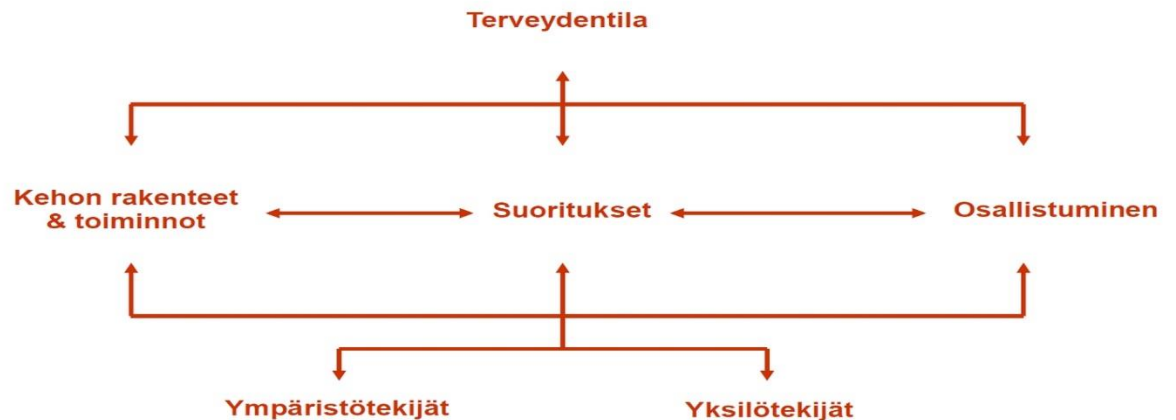 Terveydentila
Kehon rakenteet
& toiminnot
Suoritukset
Osallistuminen
Ympäristötekijät
Yksilötekijät